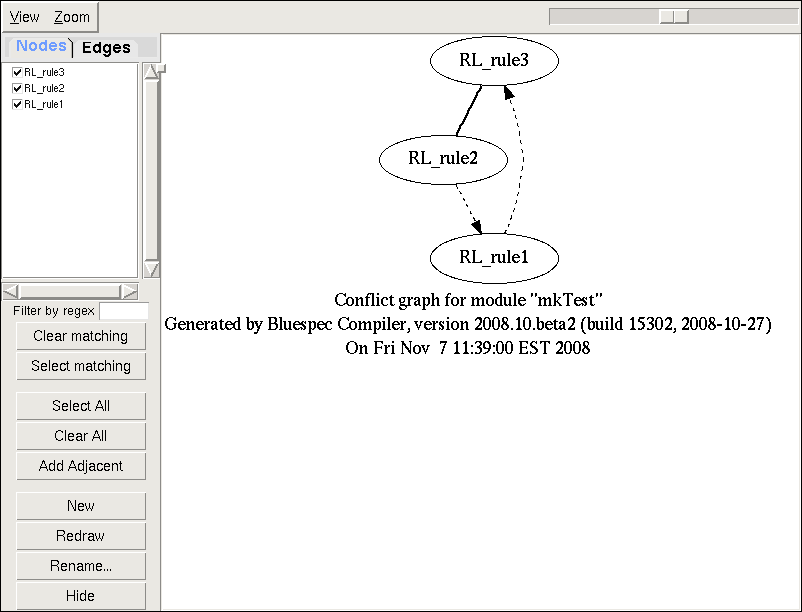 View Zoom
Nodes Edges
RL_rule3
RL_rule2
RL_rule1
Filter by regex
Clear matching
Select matching
Select All
Clear All
Add Adjacent
New
Redraw
Rename...
Hide
RL_rule3
RL_rule2
RL_rule1
Conflict graph for module "mkTest"
Generated by Bluespec Compiler, version 2008.10.beta2 (build 15302, 2008-10-27)
On Fri Nov  7 11:39:00 EST 2008